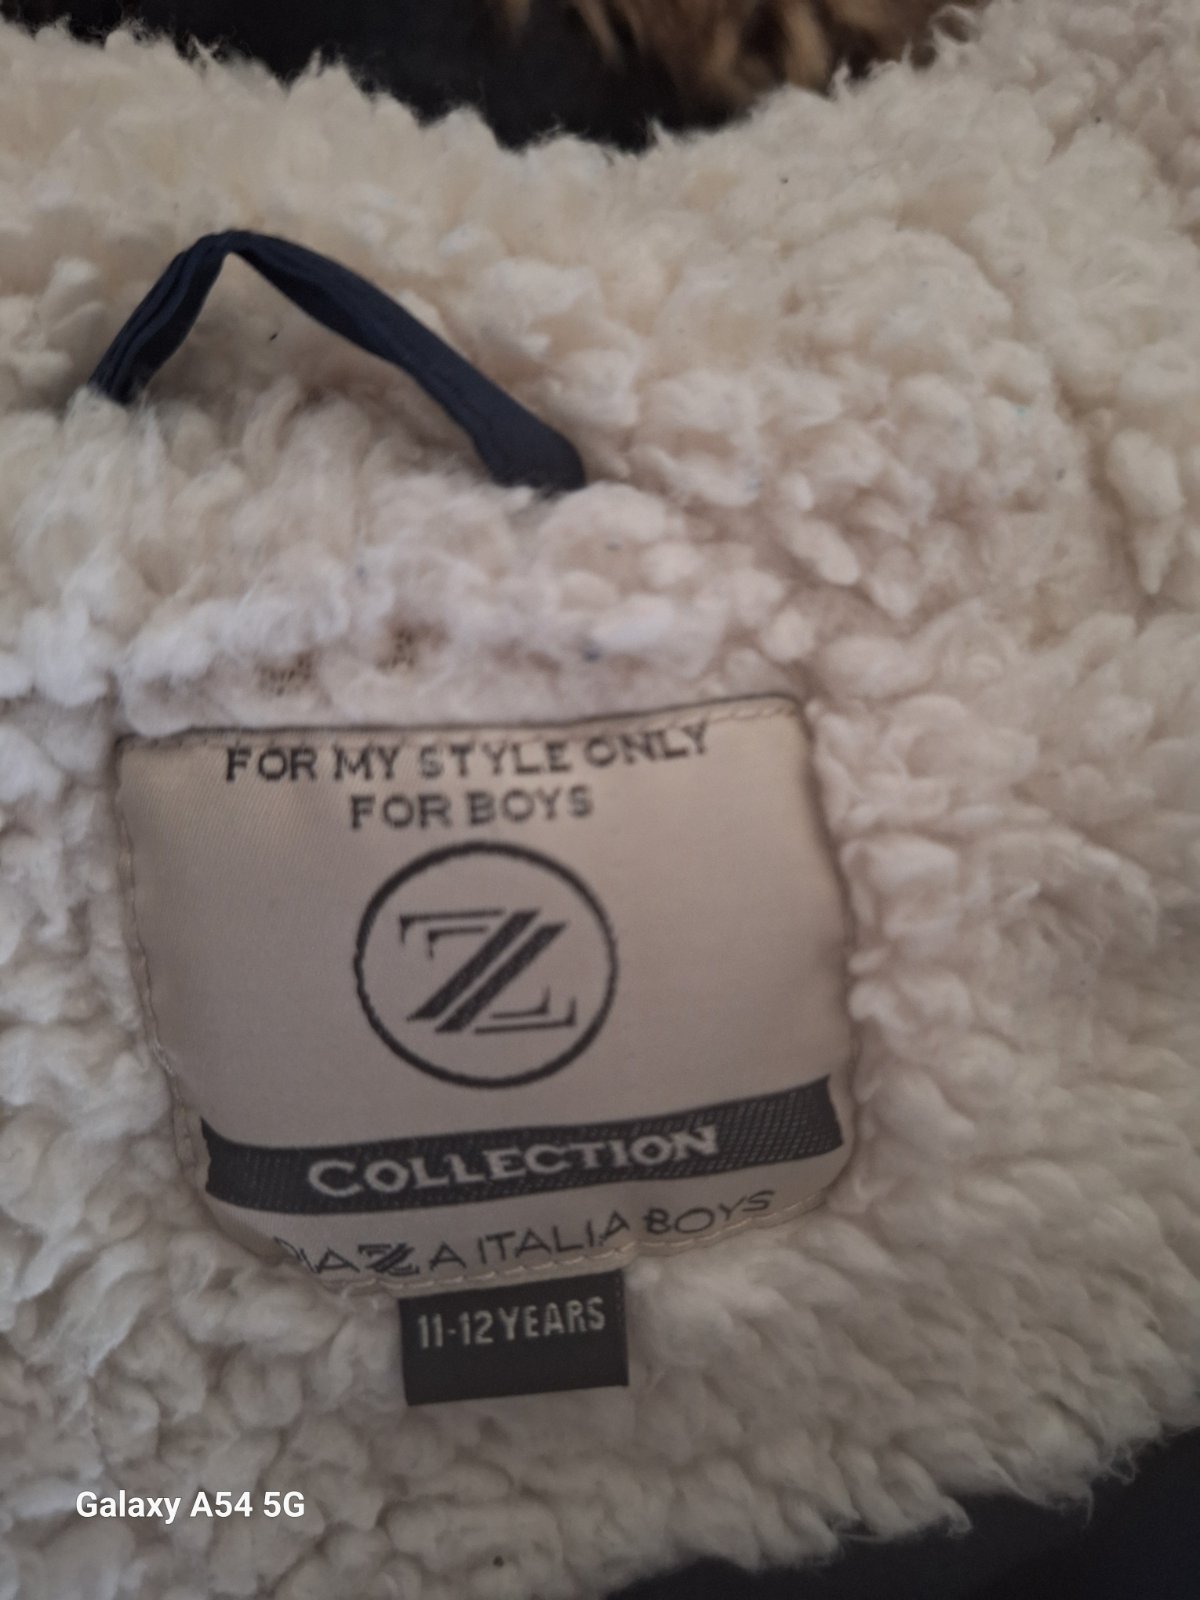 FOR MY STYLE ONLY
FOR BOYS
Z
COLLECTION
PIAZZA ITALIA BOYS
11-12 YEARS
Galaxy A54 5G